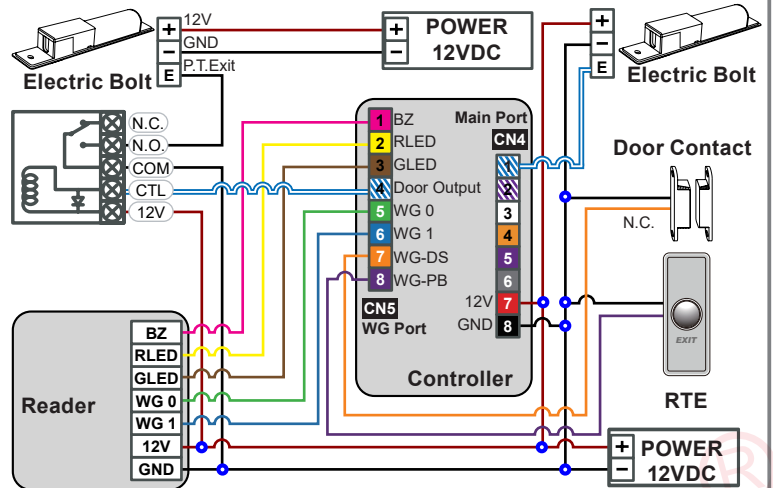 12V
GND
P.T.Exit
+
−
E
Electric Bolt
+
−
POWER
12VDC
+
−
E
Electric Bolt
N.C.
N.O.
COM
CTL
12V
Main Port
CN4
1 BZ
2 RLED
3 GLED
4 Door Output
5 WG 0
6 WG 1
7 WG-DS
8 WG-PB
CN5
WG Port
1
2
3
4
5
6
12V 7
GND 8
Controller
Door Contact
N.C.
EXIT
RTE
Reader
BZ
RLED
GLED
WG 0
WG 1
12V
GND
+
−
POWER
12VDC
R